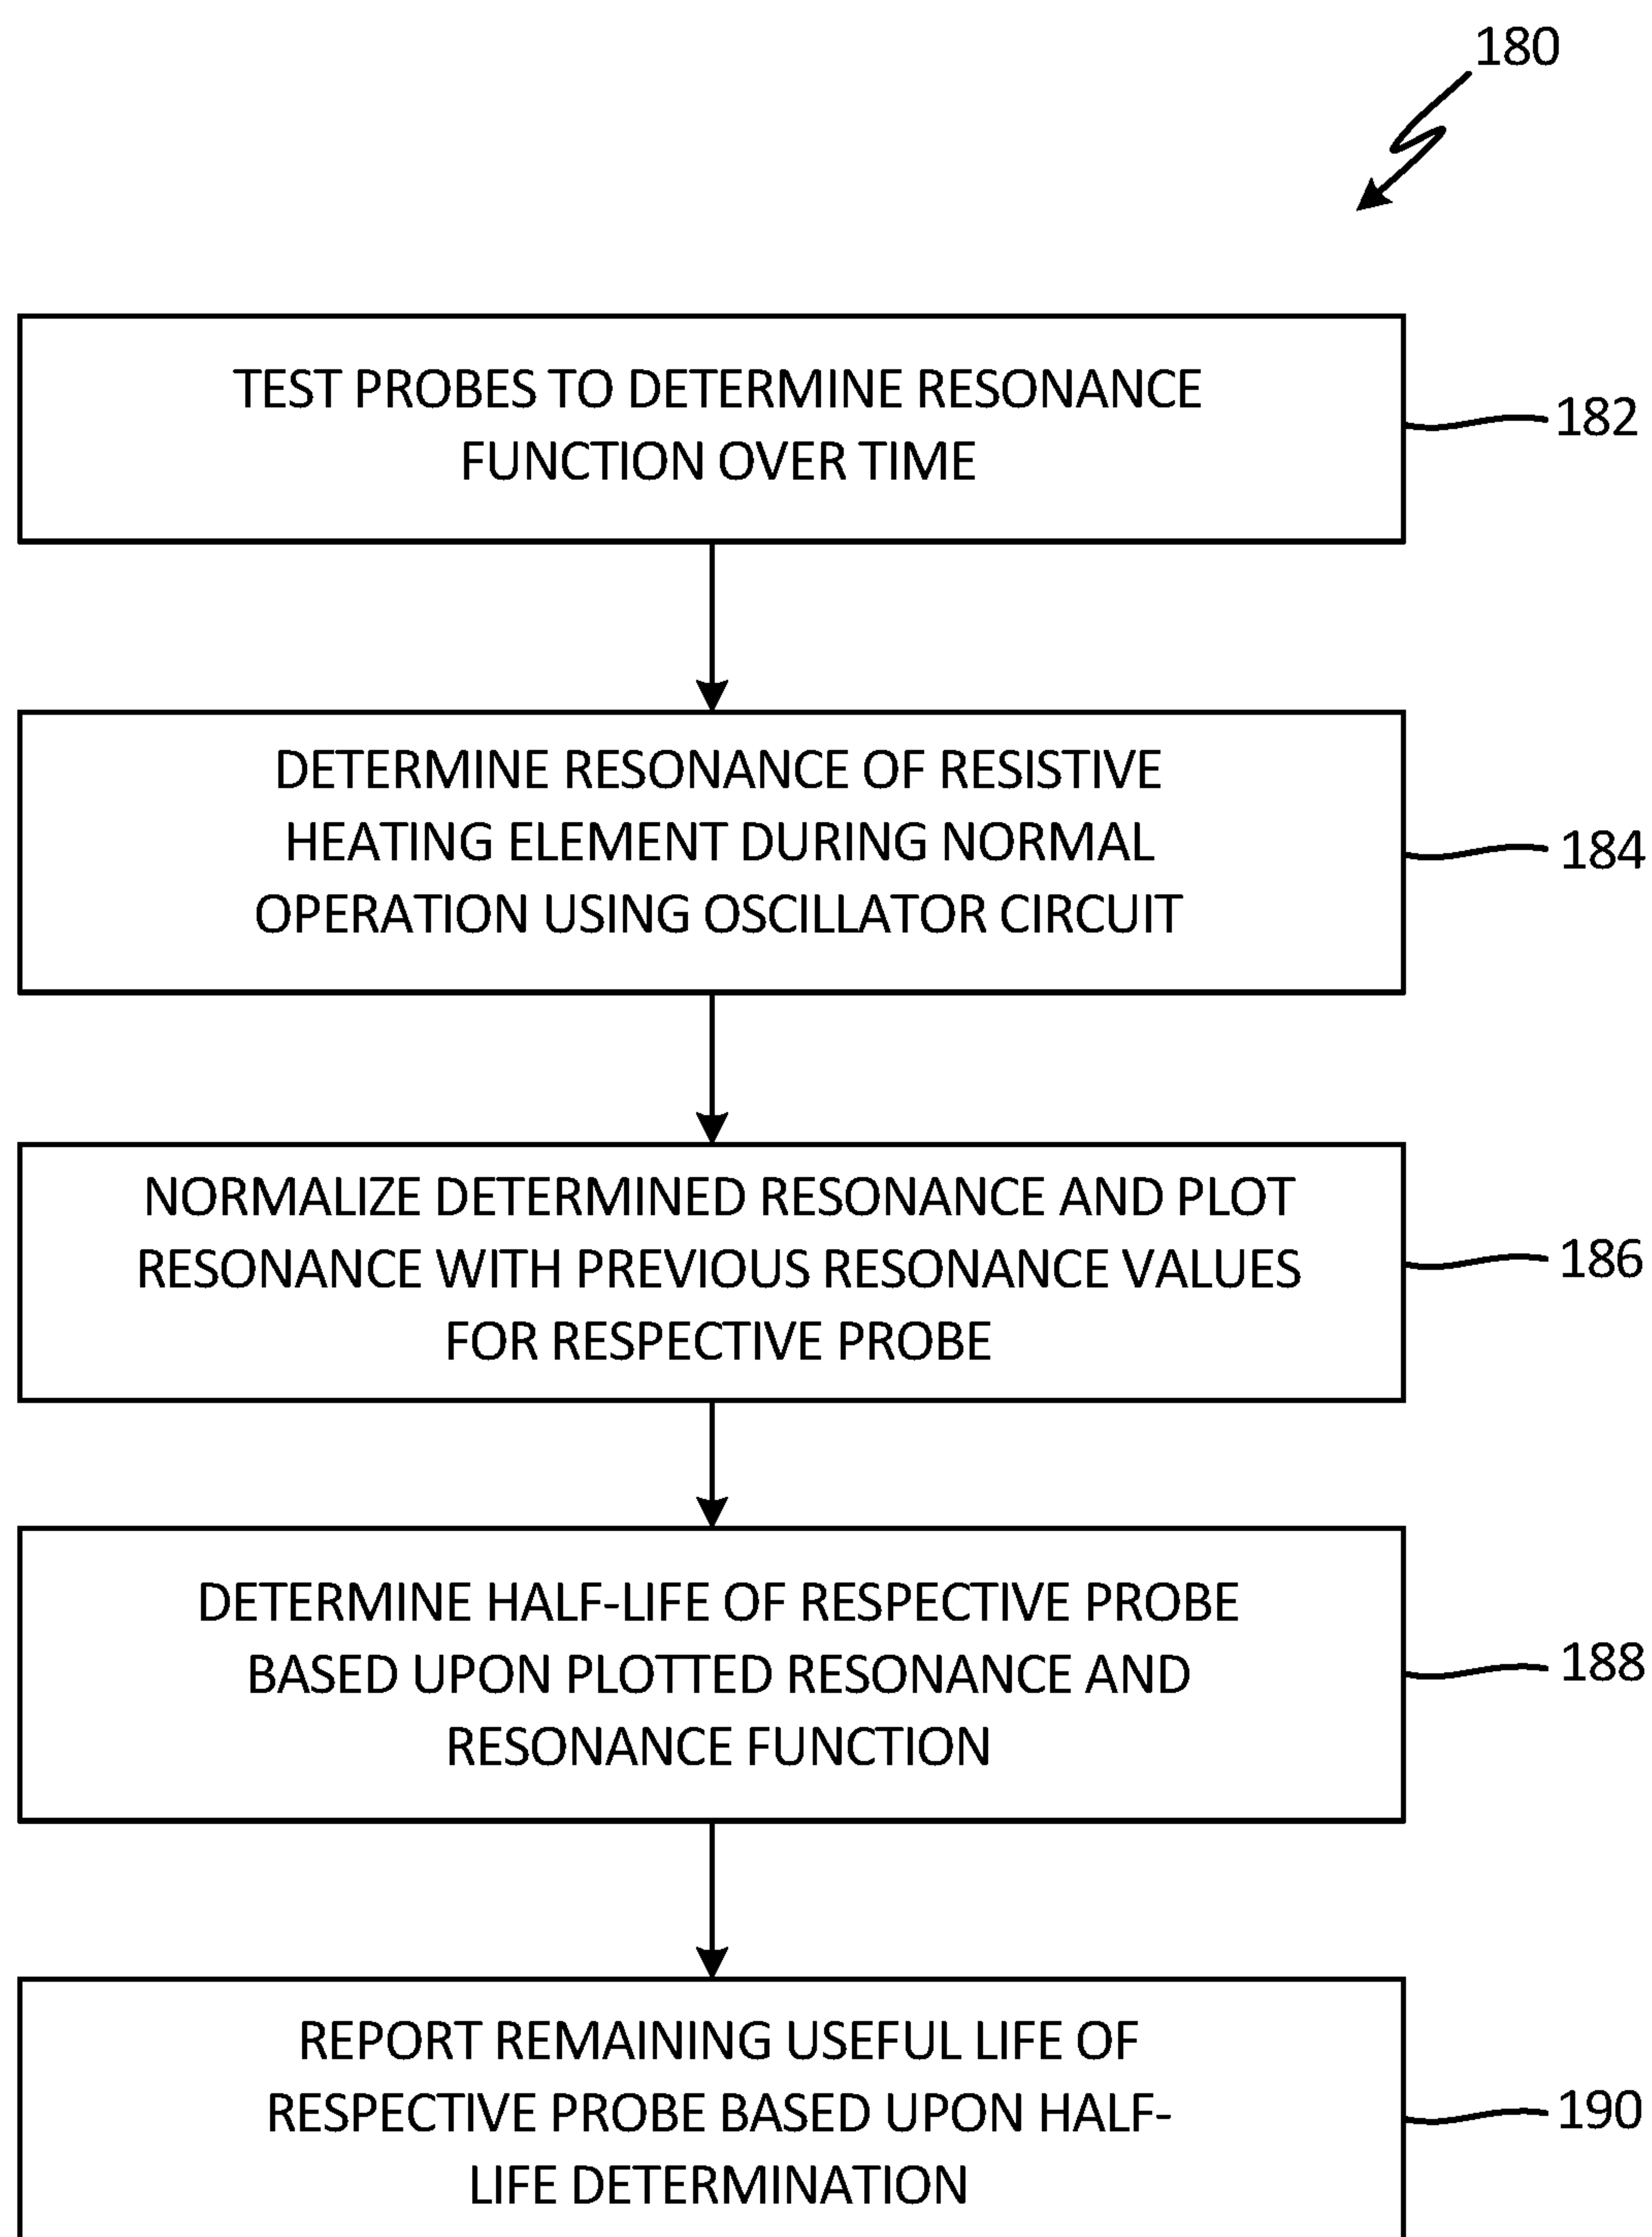 180
TEST PROBES TO DETERMINE RESONANCE
FUNCTION OVER TIME
182
DETERMINE RESONANCE OF RESISTIVE
HEATING ELEMENT DURING NORMAL
OPERATION USING OSCILLATOR CIRCUIT
184
NORMALIZE DETERMINED RESONANCE AND PLOT
RESONANCE WITH PREVIOUS RESONANCE VALUES
FOR RESPECTIVE PROBE
186
DETERMINE HALF-LIFE OF RESPECTIVE PROBE
BASED UPON PLOTTED RESONANCE AND
RESONANCE FUNCTION
188
REPORT REMAINING USEFUL LIFE OF
RESPECTIVE PROBE BASED UPON HALF-
LIFE DETERMINATION
190